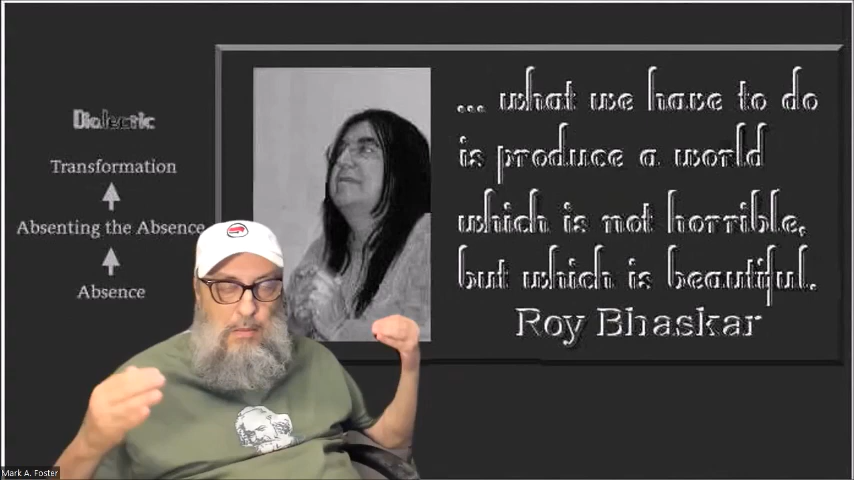 Dialectic
Transformation
Absenting the Absence
Absence
... what we have to do
is produce a world
which is not horrible,
but which is beautiful.
Roy Bhaskar
Mark A. Foster